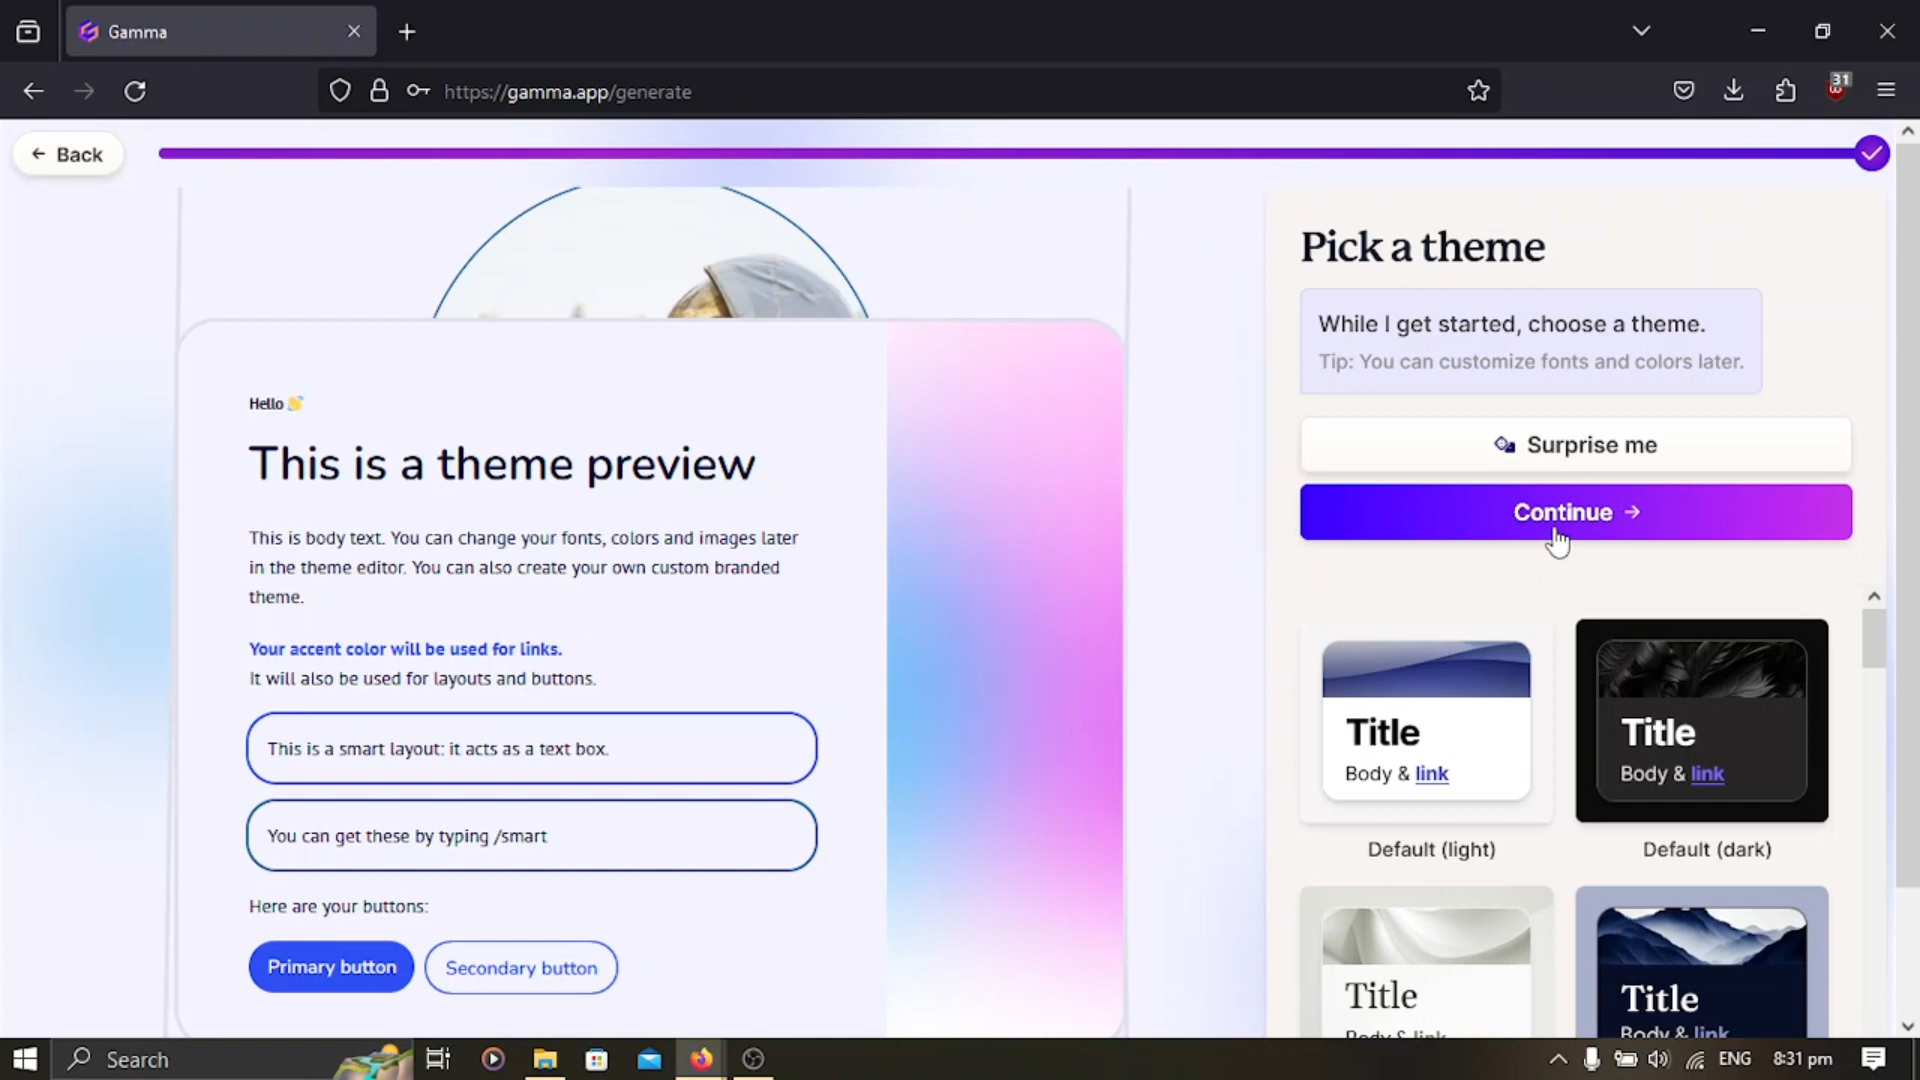 Gamma
https://gamma.app/generate
31
Back
Pick a theme
While I get started, choose a theme.
Tip: You can customize fonts and colors later.
Surprise me
Continue
Hello
This is a theme preview
This is body text. You can change your fonts, colors and images later
in the theme editor. You can also create your own custom branded
theme.
Your accent color will be used for links.
It will also be used for layouts and buttons.
This is a smart layout: it acts as a text box.
You can get these by typing /smart
Here are your buttons:
Primary button
Secondary button
Title
Body & link
Default (light)
Title
Body & link
Default (dark)
Title
Body & link
Title
Body & link
Search
ENG
8:31 pm